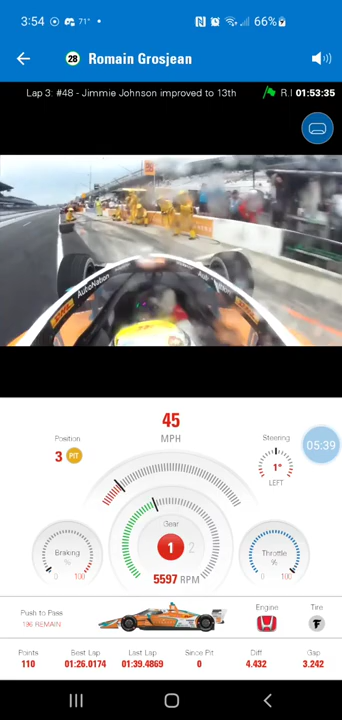 3:54 71° 66%
28 Romain Grosjean
Lap 3: #48 - Jimmie Johnson improved to 13th R.I 01:53:35
AutoNation
DHL
45
MPH
Position
3 PIT
Steering
1°
LEFT
05:39
Gear
1 2
Braking
%
0 100
Throttle
%
0 100
5597 RPM
Push to Pass
196 REMAIN
Engine
Tire
F
Points Best Lap Last Lap Since Pit Diff Gap
110 01:26.0174 01:39.4869 0 4.432 3.242